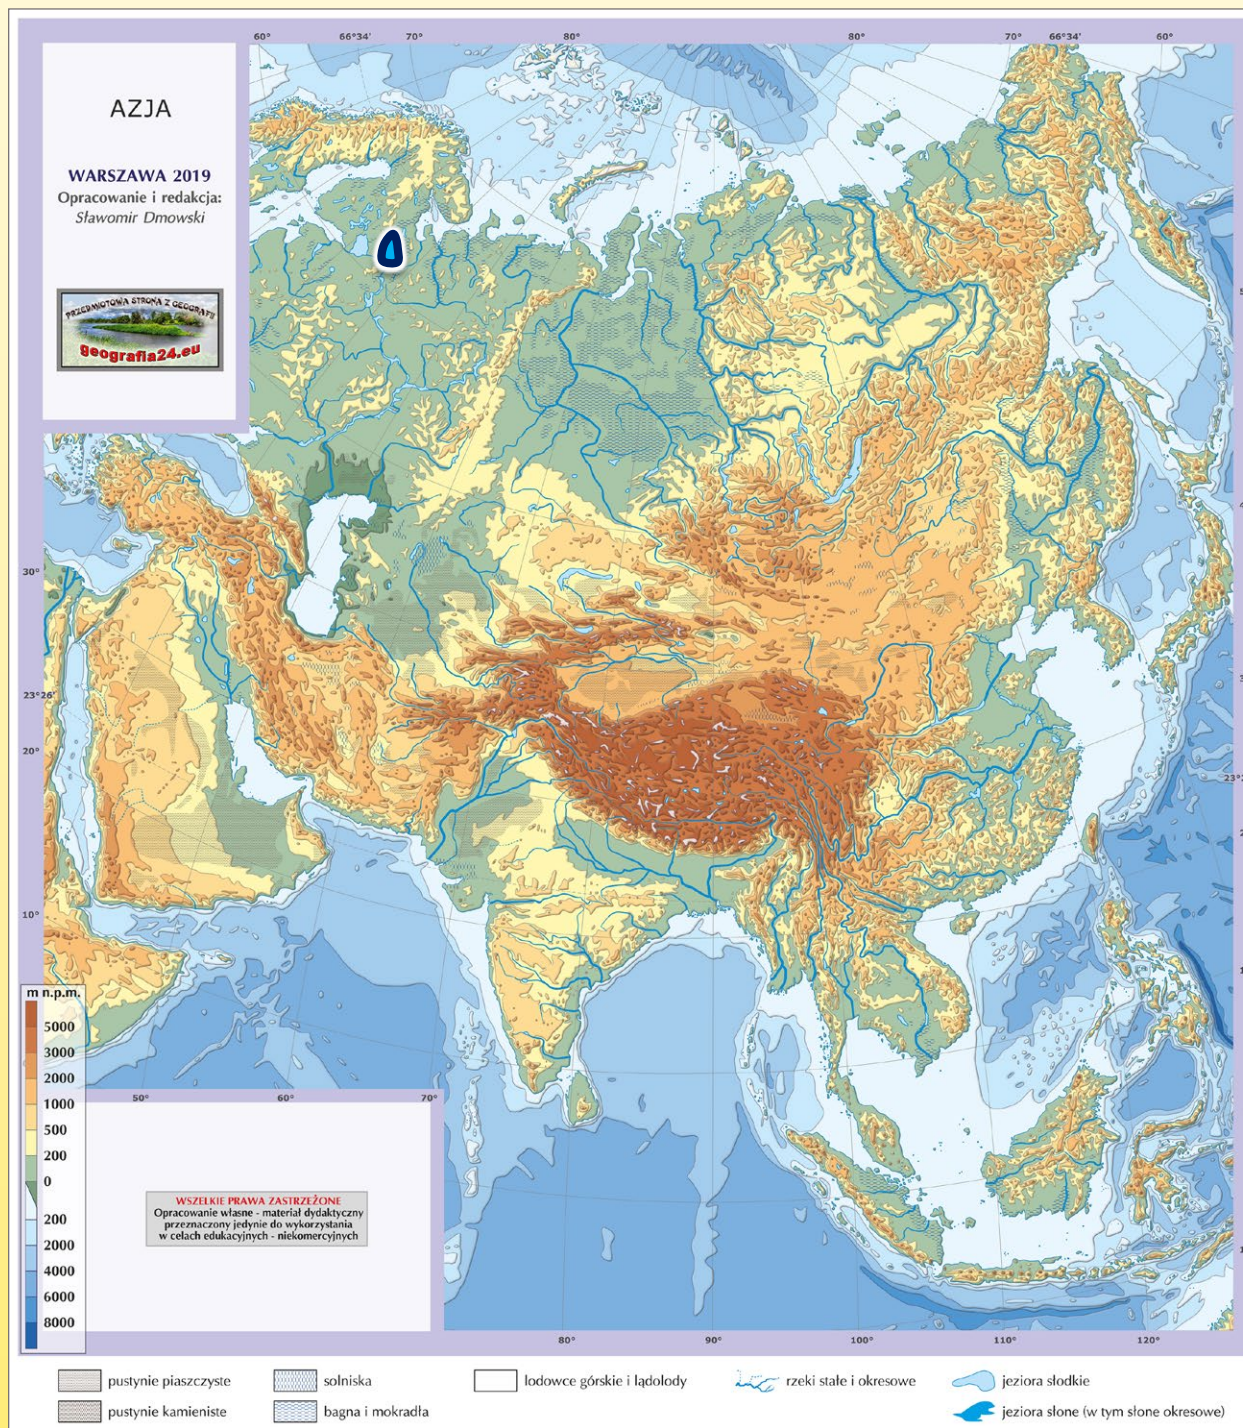 60°
66°34'
70°
80°
80°
70°
66°34'
60°
AZJA
WARSZAWA 2019
Opracowanie i redakcja:
Sławomir Dmowski
PRZEDMIOTOWA STRONA Z GEOGRAFII
geografia24.eu
30°
23°26'
20°
10°
m n.p.m.
5000
3000
2000
1000
500
200
0
200
2000
4000
6000
8000
50°
60°
70°
WSZELKIE PRAWA ZASTRZEŻONE
Opracowanie własne - materiał dydaktyczny
przeznaczony jedynie do wykorzystania
w celach edukacyjnych - niekomercyjnych
80°
90°
100°
110°
120°
pustynie piaszczyste
solniska
lodowce górskie i lądolody
rzeki stałe i okresowe
jeziora słodkie
pustynie kamieniste
bagna i mokradła
jeziora słone (w tym słone okresowe)